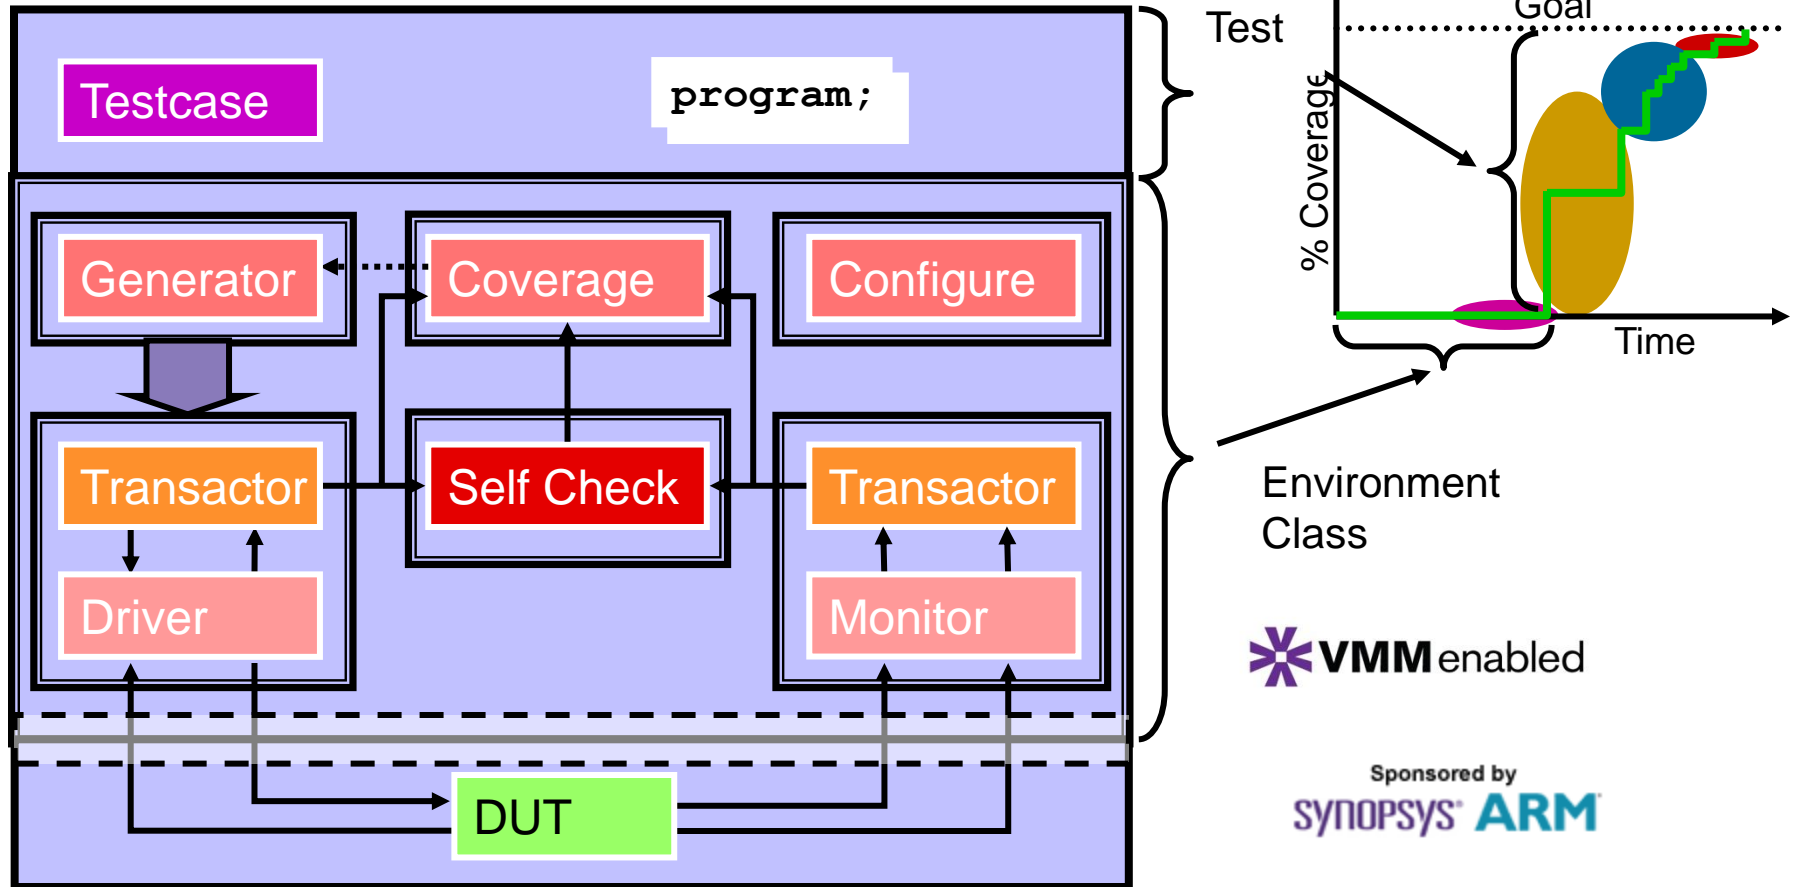 Testcase
program;
Test
Goal
% Coverage
Time
Generator
Coverage
Configure
Transactor
Self Check
Transactor
Driver
Monitor
Environment
Class
VMM enabled
DUT
Sponsored by
SYNOPSYS® ARM®